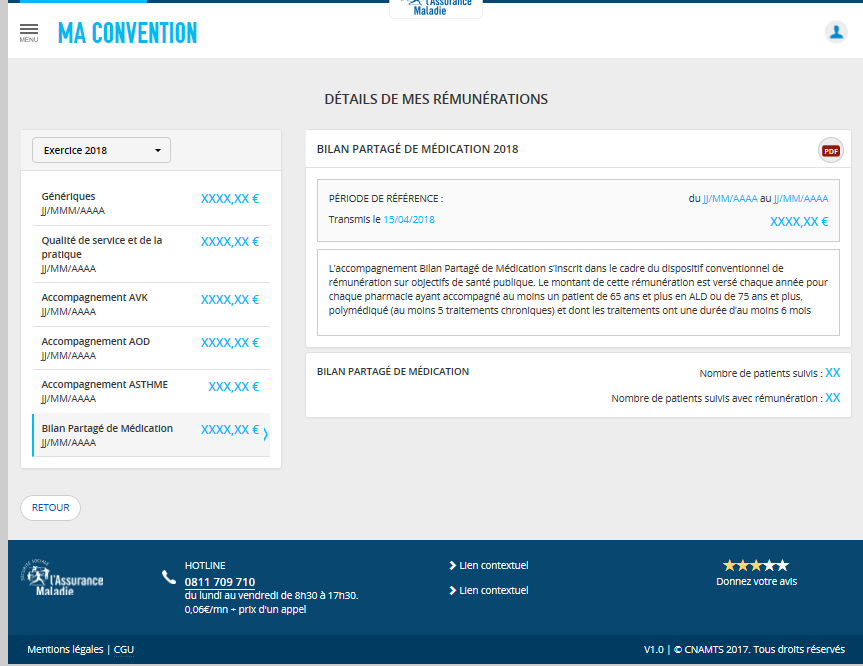 l'Assurance
Maladie
MENU
MA CONVENTION
DÉTAILS DE MES RÉMUNÉRATIONS
Exercice 2018
Génériques
JJ/MMM/AAAA
XXXX,XX €
Qualité de service et de la
pratique
JJ/MM/AAAA
XXXX,XX €
Accompagnement AVK
JJ/MM/AAAA
XXXX,XX €
Accompagnement AOD
JJ/MM/AAAA
XXXX,XX €
Accompagnement ASTHME
JJ/MM/AAAA
XXX,XX €
Bilan Partagé de Médication
JJ/MM/AAAA
XXXX,XX €
BILAN PARTAGÉ DE MÉDICATION 2018
PDF
PÉRIODE DE RÉFÉRENCE :
du JJ/MM/AAAA au JJ/MM/AAAA
Transmis le 15/04/2018
XXXX,XX €
L'accompagnement Bilan Partagé de Médication s'inscrit dans le cadre du dispositif conventionnel de
rémunération sur objectifs de santé publique. Le montant de cette rémunération est versé chaque année pour
chaque pharmacie ayant accompagné au moins un patient de 65 ans et plus en ALD ou de 75 ans et plus,
polymédiqué (au moins 5 traitements chroniques) et dont les traitements ont une durée d'au moins 6 mois
BILAN PARTAGÉ DE MÉDICATION
Nombre de patients suivis : XX
Nombre de patients suivis avec rémunération : XX
RETOUR
SÉCURITÉ SOCIALE
l'Assurance
Maladie
HOTLINE
0811 709 710
du lundi au vendredi de 8h30 à 17h30.
0,06€/mn + prix d'un appel
Lien contextuel
Lien contextuel
Donnez votre avis
Mentions légales | CGU
V1.0 | © CNAMTS 2017. Tous droits réservés